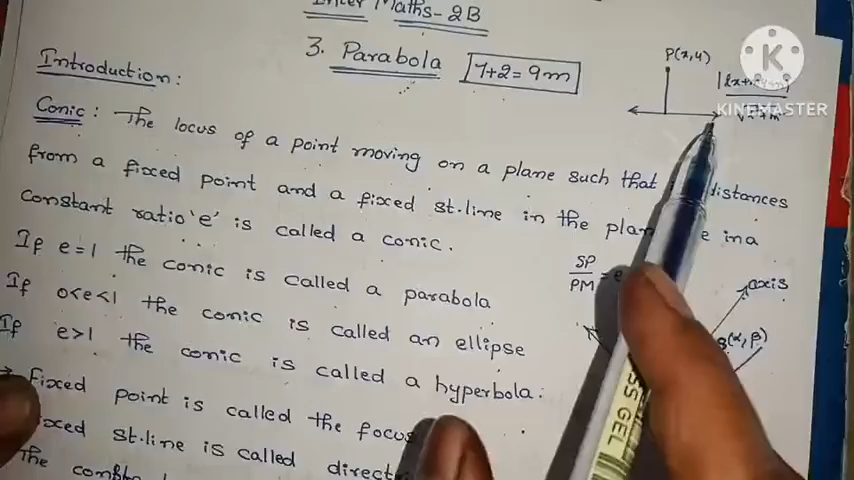 Inter Maths-2B
3. Parabola 7+2=9m
P(x,y)
KINEMASTER
Introduction:
Conic: The locus of a point moving on a plane such that distances
from a fixed point and a fixed st.line in the plane in a
constant ratio 'e' is called a conic.
SP
PM = e
If e=1 the conic is called a parabola
If 0<e<1 the conic is called an ellipse
If e>1 the conic is called a hyperbola:
axis
S(α,β)
→ Fixed point is called the focus
Fixed st.line is called
The
SS GEL